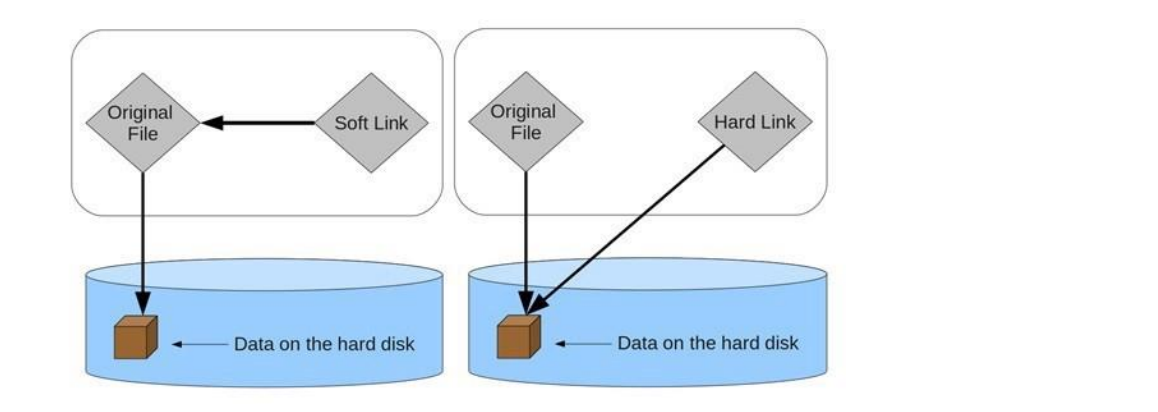 Original
File
Soft Link
Data on the hard disk
Original
File
Hard Link
Data on the hard disk